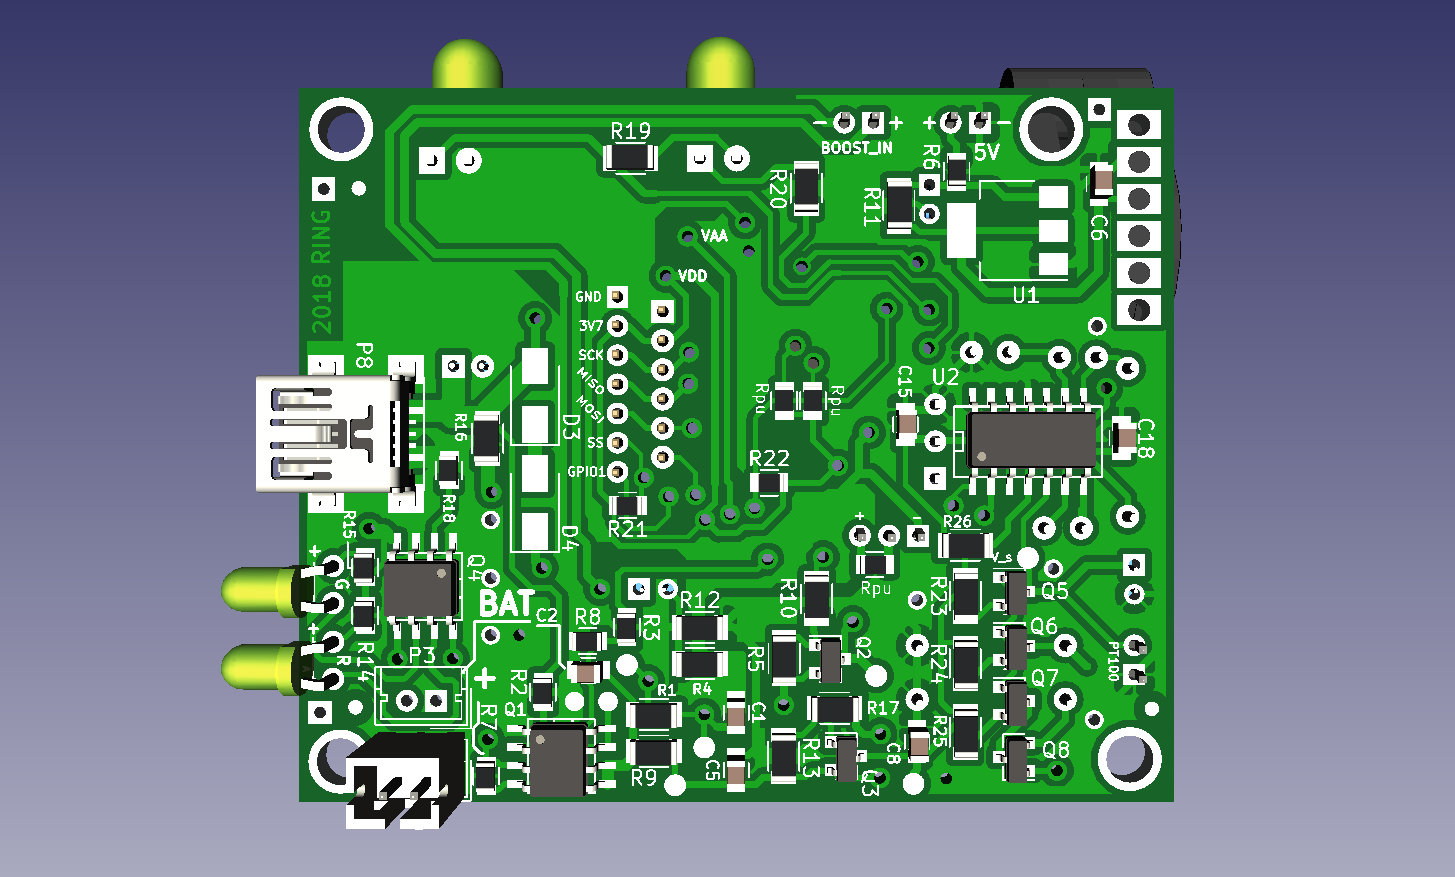 R19
BOOST_IN
- +
+ -
5V
R6
R20
R11
C6
U1
2018 RING
VAA
VDD
GND
3V7
SCK
MISO
MOSI
SS
GPIO1
P8
R16
R18
D3
D4
Rpu
Rpu
C15
U2
C18
R22
R21
R26
+ -
V_s
Rpu
R15
+
G
+
R
R14
Q4
BAT
C2
P3
+
R8
R3
R12
R10
R23
Q5
Q6
R5
Q2
R24
PT100
R2
R4
R1
Q7
R7
Q1
C1
R17
R25
R9
C5
R13
Q3
C8
Q8